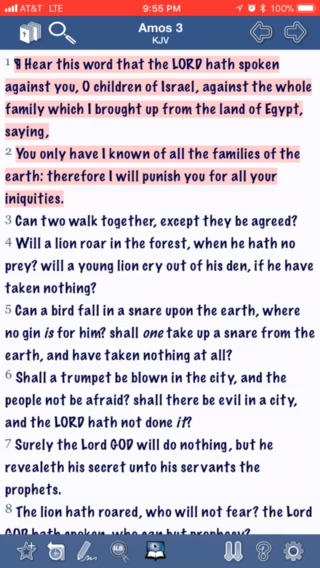 AT&T LTE 9:55 PM 100%
Amos 3
KJV
1 ¶ Hear this word that the LORD hath spoken
against you, O children of Israel, against the whole
family which I brought up from the land of Egypt,
saying,
2 You only have I known of all the families of the
earth: therefore I will punish you for all your
iniquities.
3 Can two walk together, except they be agreed?
4 Will a lion roar in the forest, when he hath no
prey? will a young lion cry out of his den, if he have
taken nothing?
5 Can a bird fall in a snare upon the earth, where
no gin is for him? shall one take up a snare from the
earth, and have taken nothing at all?
6 Shall a trumpet be blown in the city, and the
people not be afraid? shall there be evil in a city,
and the LORD hath not done it?
7 Surely the Lord GOD will do nothing, but he
revealeth his secret unto his servants the
prophets.
8 The lion hath roared, who will not fear? the Lord
GOD hath spoken, who can but prophesy?